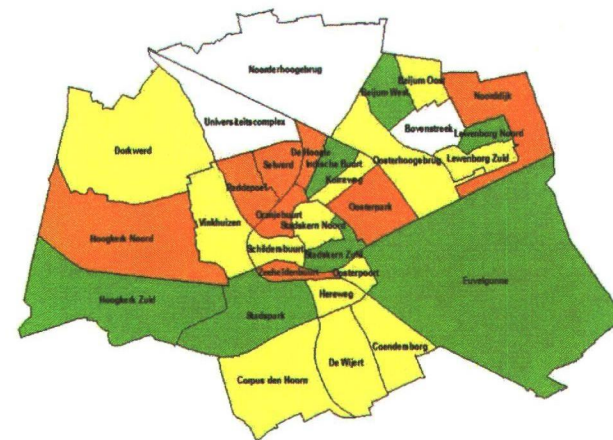 Noorderhoogebrug
Beijum Oost
Beijum West
Noorddijk
Universiteitscomplex
Bovenstreek
Lewenborg Noord
Dorkwerd
De Hoogte
Indische Buurt
Selwerd
Oosterhoogebrug
Lewenborg Zuid
Paddepoel
Korreweg
Vinkhuizen
Oranjebuurt
Oosterpark
Stadskern Noord
Hoogkerk Noord
Schildersbuurt
Stadskern Zuid
Zeeheldenbuurt
Oosterpoort
Euvelgunne
Hereweg
Hoogkerk Zuid
Stadspark
Coendersborg
De Wijert
Corpus den Hoorn